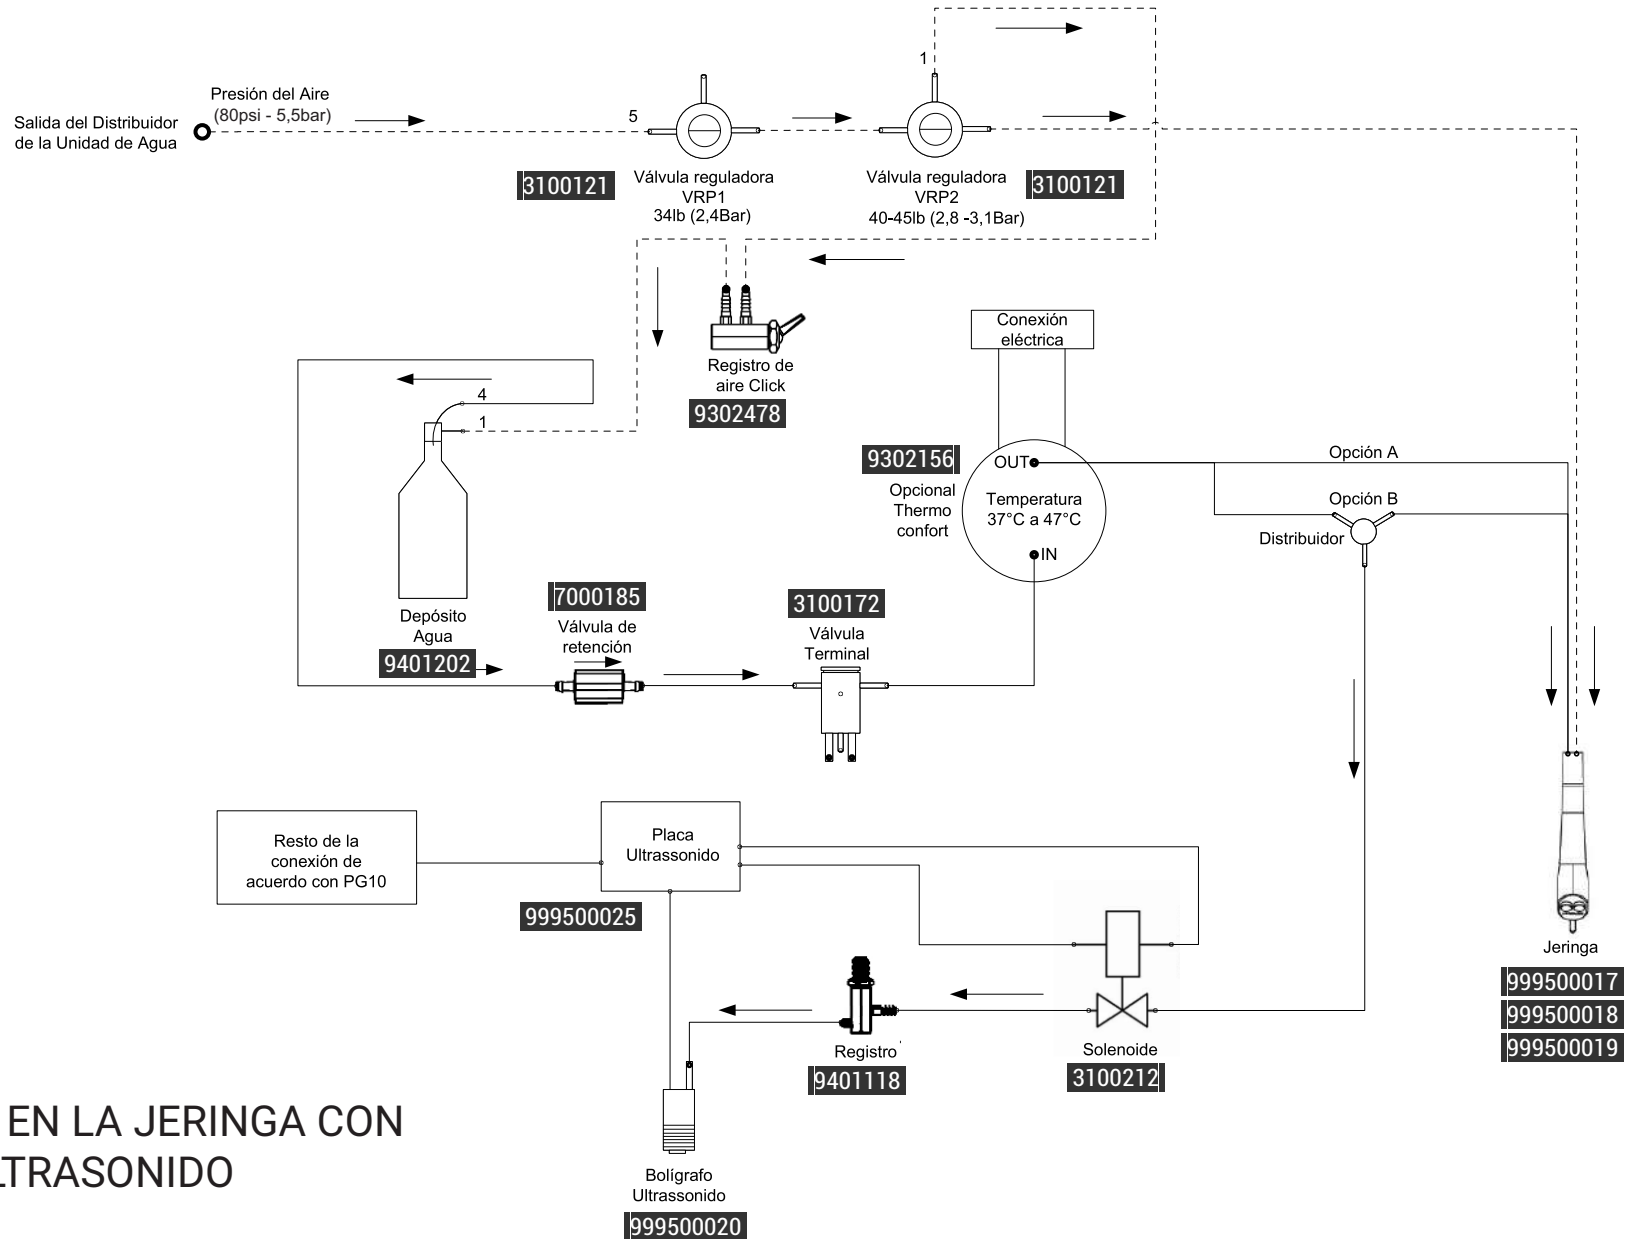 1
Presión del Aire
(80psi - 5,5bar)
Salida del Distribuidor
de la Unidad de Agua
5
3100121
Válvula reguladora
VRP1
34lb (2,4Bar)
Válvula reguladora
VRP2
40-45lb (2,8 -3,1Bar)
3100121
Registro de
aire Click
9302478
Conexión
eléctrica
4
1
Depósito
Agua
9401202
9302156
Opcional
Thermo
confort
OUT
Temperatura
37°C a 47°C
IN
Opción A
Opción B
Distribuidor
7000185
Válvula de
retención
3100172
Válvula
Terminal
Resto de la
conexión de
acuerdo con PG10
Placa
Ultrassonido
999500025
Jeringa
999500017
999500018
999500019
Registro
9401118
Solenoide
3100212
EN LA JERINGA CON
LTRASONIDO
Bolígrafo
Ultrassonido
999500020